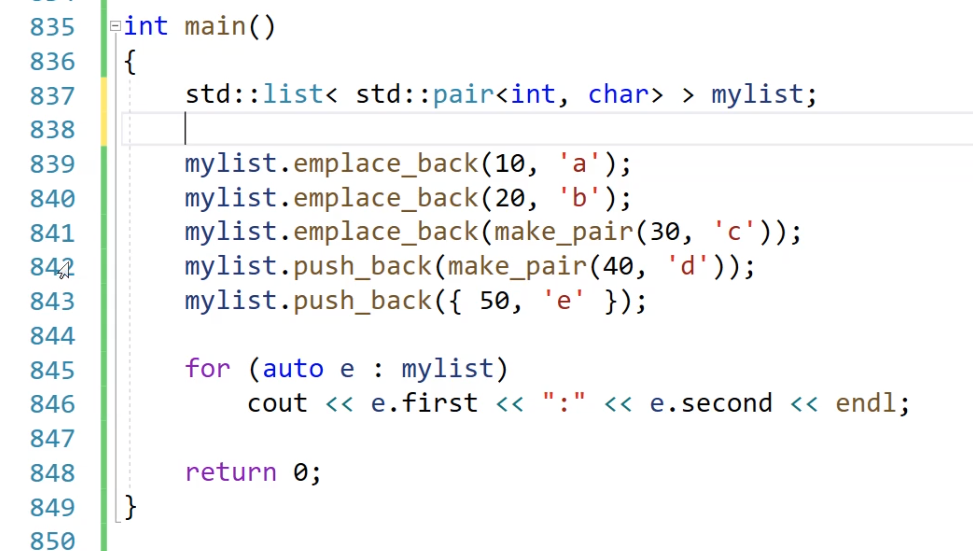 835 int main()
836 {
837 std::list< std::pair<int, char> > mylist;
838
839 mylist.emplace_back(10, 'a');
840 mylist.emplace_back(20, 'b');
841 mylist.emplace_back(make_pair(30, 'c'));
842 mylist.push_back(make_pair(40, 'd'));
843 mylist.push_back({ 50, 'e' });
844
845 for (auto e : mylist)
846 cout << e.first << ":" << e.second << endl;
847
848 return 0;
849 }
850